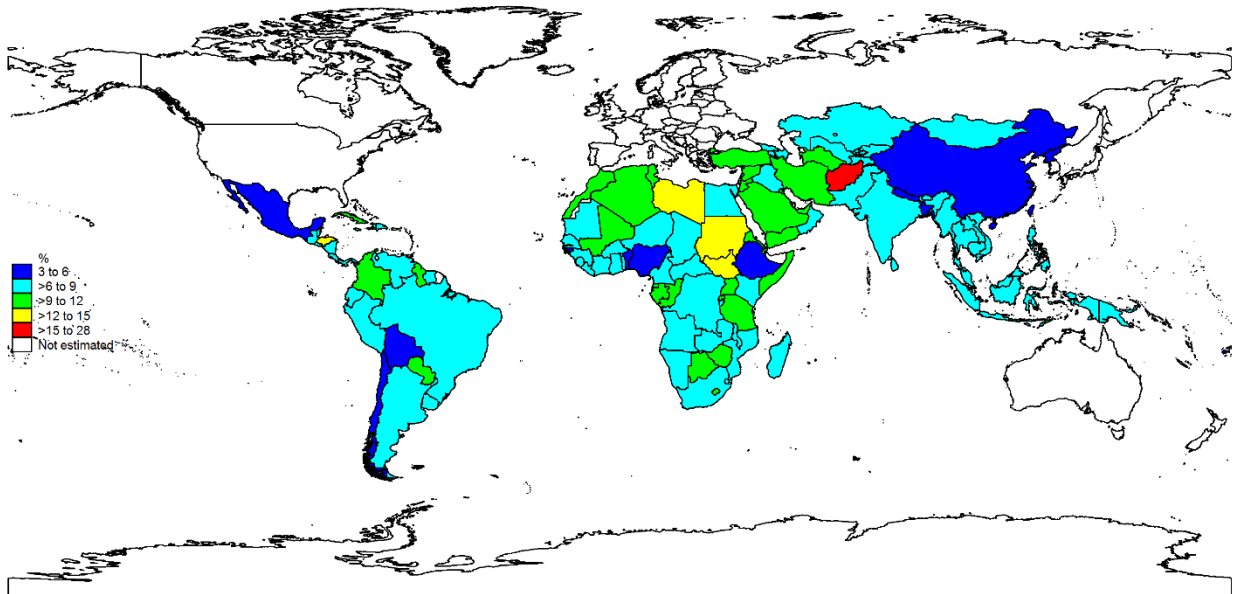 %
3 to 6
>6 to 9
>9 to 12
>12 to 15
>15 to 28
Not estimated